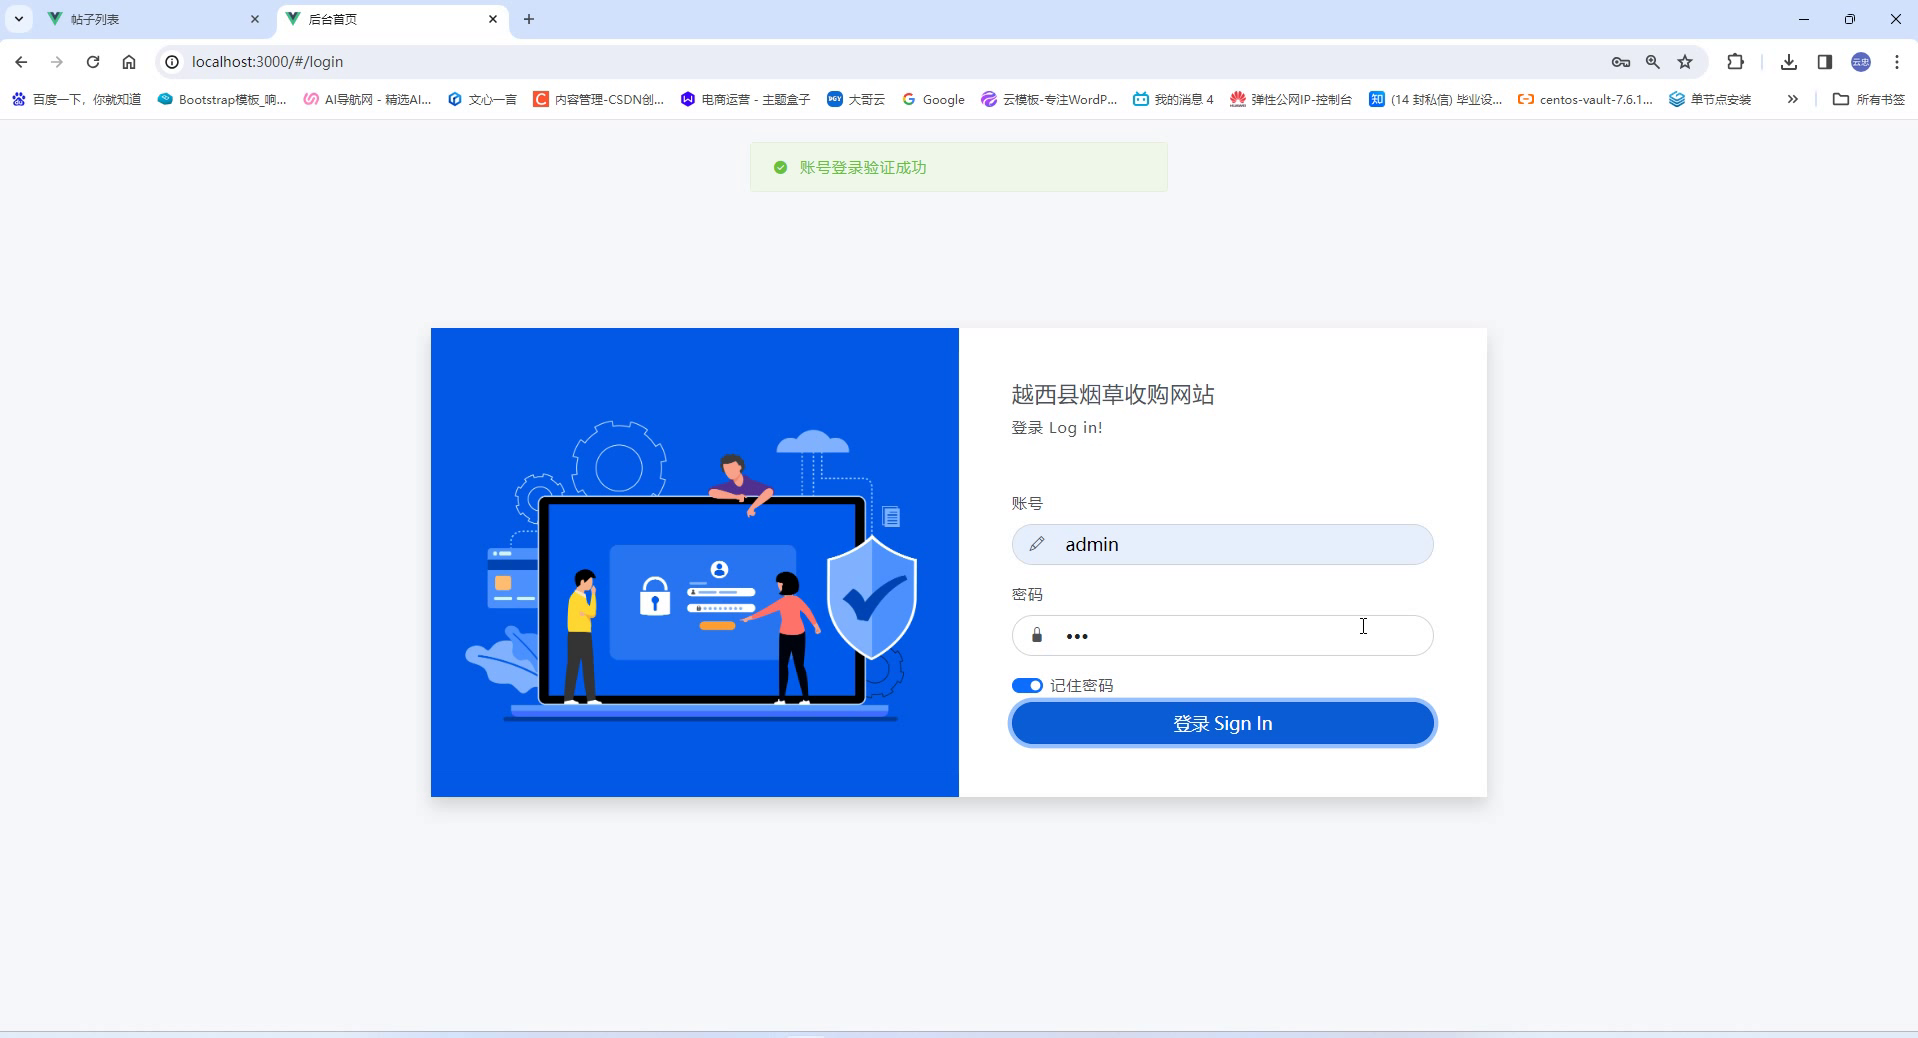 帖子列表
后台首页
localhost:3000/#/login
云忠
百度一下，你就知道
Bootstrap模板_响...
AI导航网 - 精选AI...
文心一言
内容管理-CSDN创...
电商运营 - 主题盒子
大哥云
Google
云模板-专注WordP...
我的消息 4
弹性公网IP-控制台
知
(14 封私信) 毕业设...
centos-vault-7.6.1...
单节点安装
所有书签
账号登录验证成功
越西县烟草收购网站
登录 Log in!
账号
admin
密码
•••
记住密码
登录 Sign In